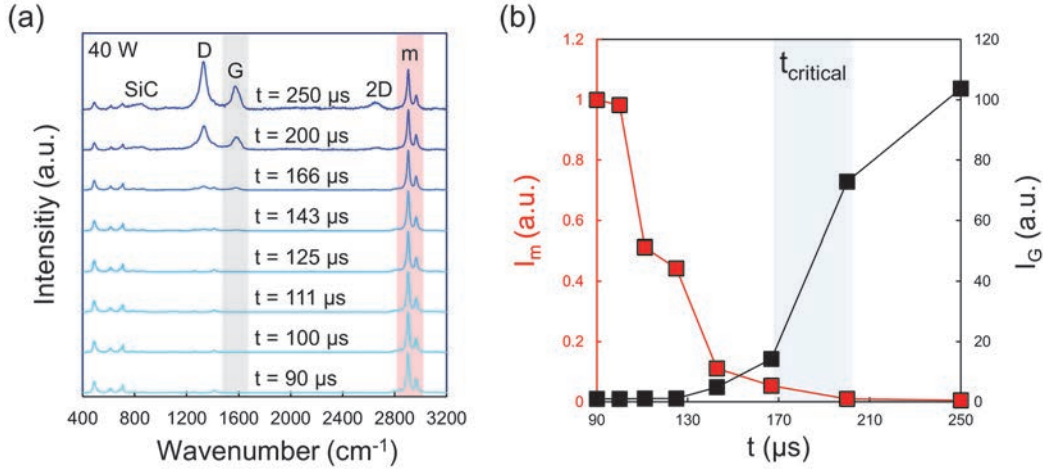 (a)
40 W
D
G
m
SiC
2D
t = 250 µs
t = 200 µs
t = 166 µs
t = 143 µs
t = 125 µs
t = 111 µs
t = 100 µs
t = 90 µs
Intensitiy (a.u.)
400 1200 1600 2000 2400 2800 3200
Wavenumber (cm-1)
(b)
tcritical
1.2
1
0.8
0.6
0.4
0.2
0
Im (a.u.)
120
100
80
60
40
20
0
IG (a.u.)
90 130 170 210 250
t (µs)